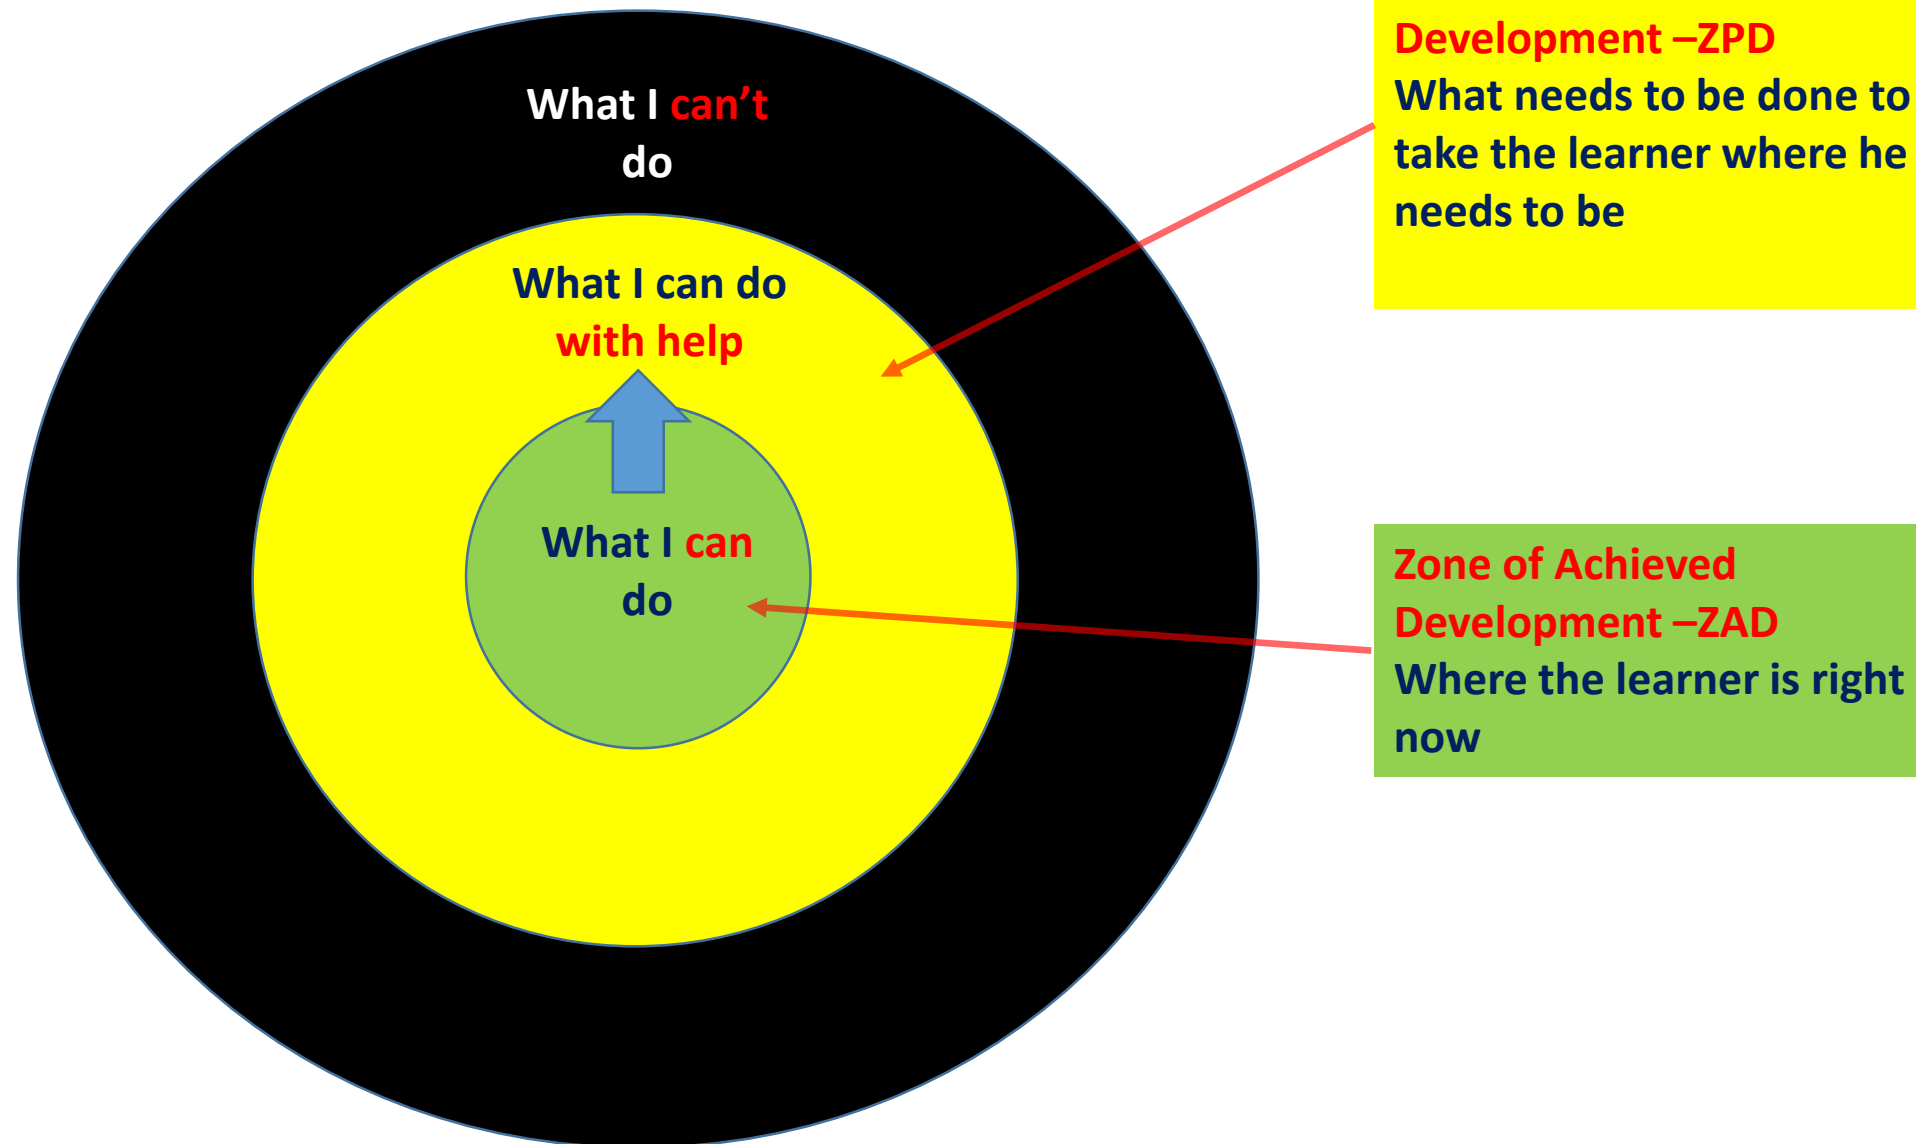 What I can't
do
What I can do
with help
What I can
do
Development –ZPD
What needs to be done to
take the learner where he
needs to be
Zone of Achieved
Development –ZAD
Where the learner is right
now